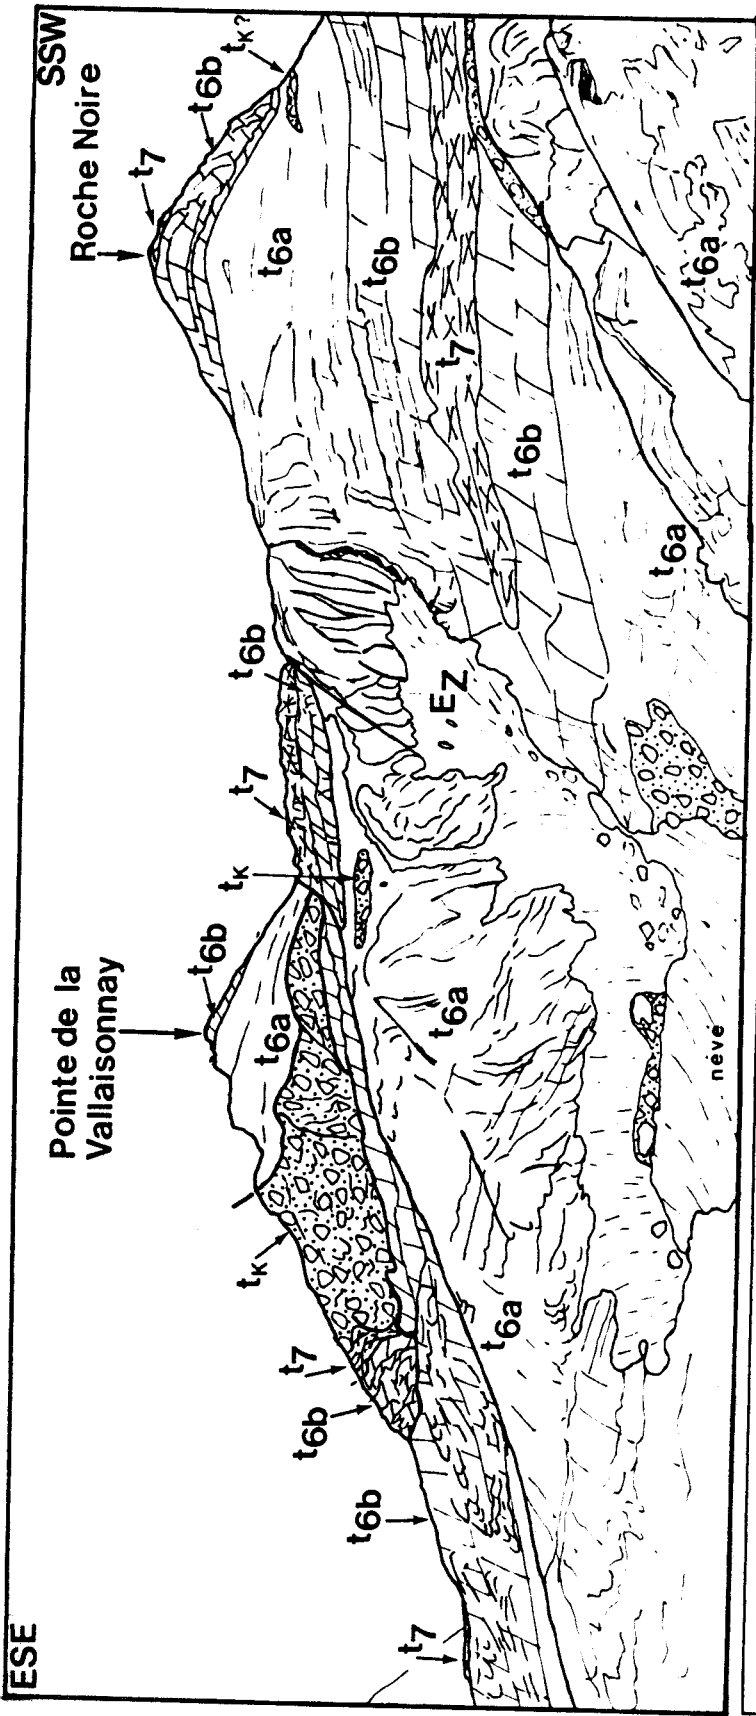 ESE
SSW
Pointe de la
Vallaisonnay
Roche Noire
t7
t6b
t6b
t7
tK
t6b
t6a
tK
t7
t6b
t7
t6b
tK?
t6a
t6a
t6a
Ez
t6b
t7
t6b
t6a
t6a
névé